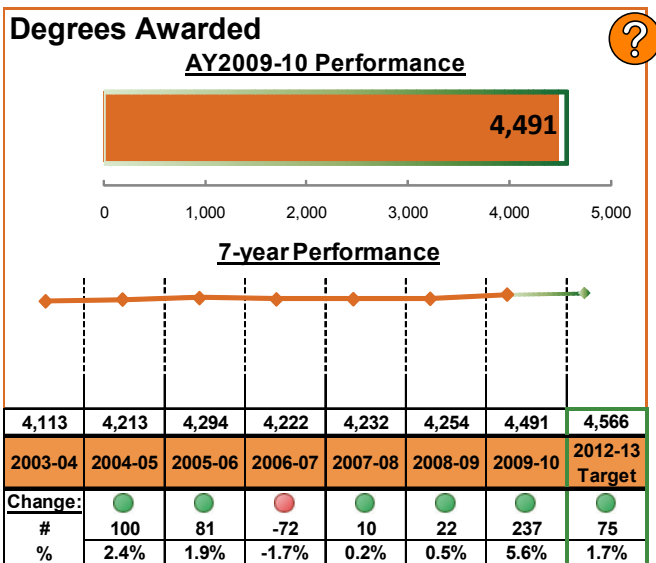 Degrees Awarded
?
AY2009-10 Performance
4,491
0 1,000 2,000 3,000 4,000 5,000
7-year Performance
4,113 4,213 4,294 4,222 4,232 4,254 4,491 4,566
2003-04 2004-05 2005-06 2006-07 2007-08 2008-09 2009-10 2012-13 Target
Change:
# 100 81 -72 10 22 237 75
% 2.4% 1.9% -1.7% 0.2% 0.5% 5.6% 1.7%